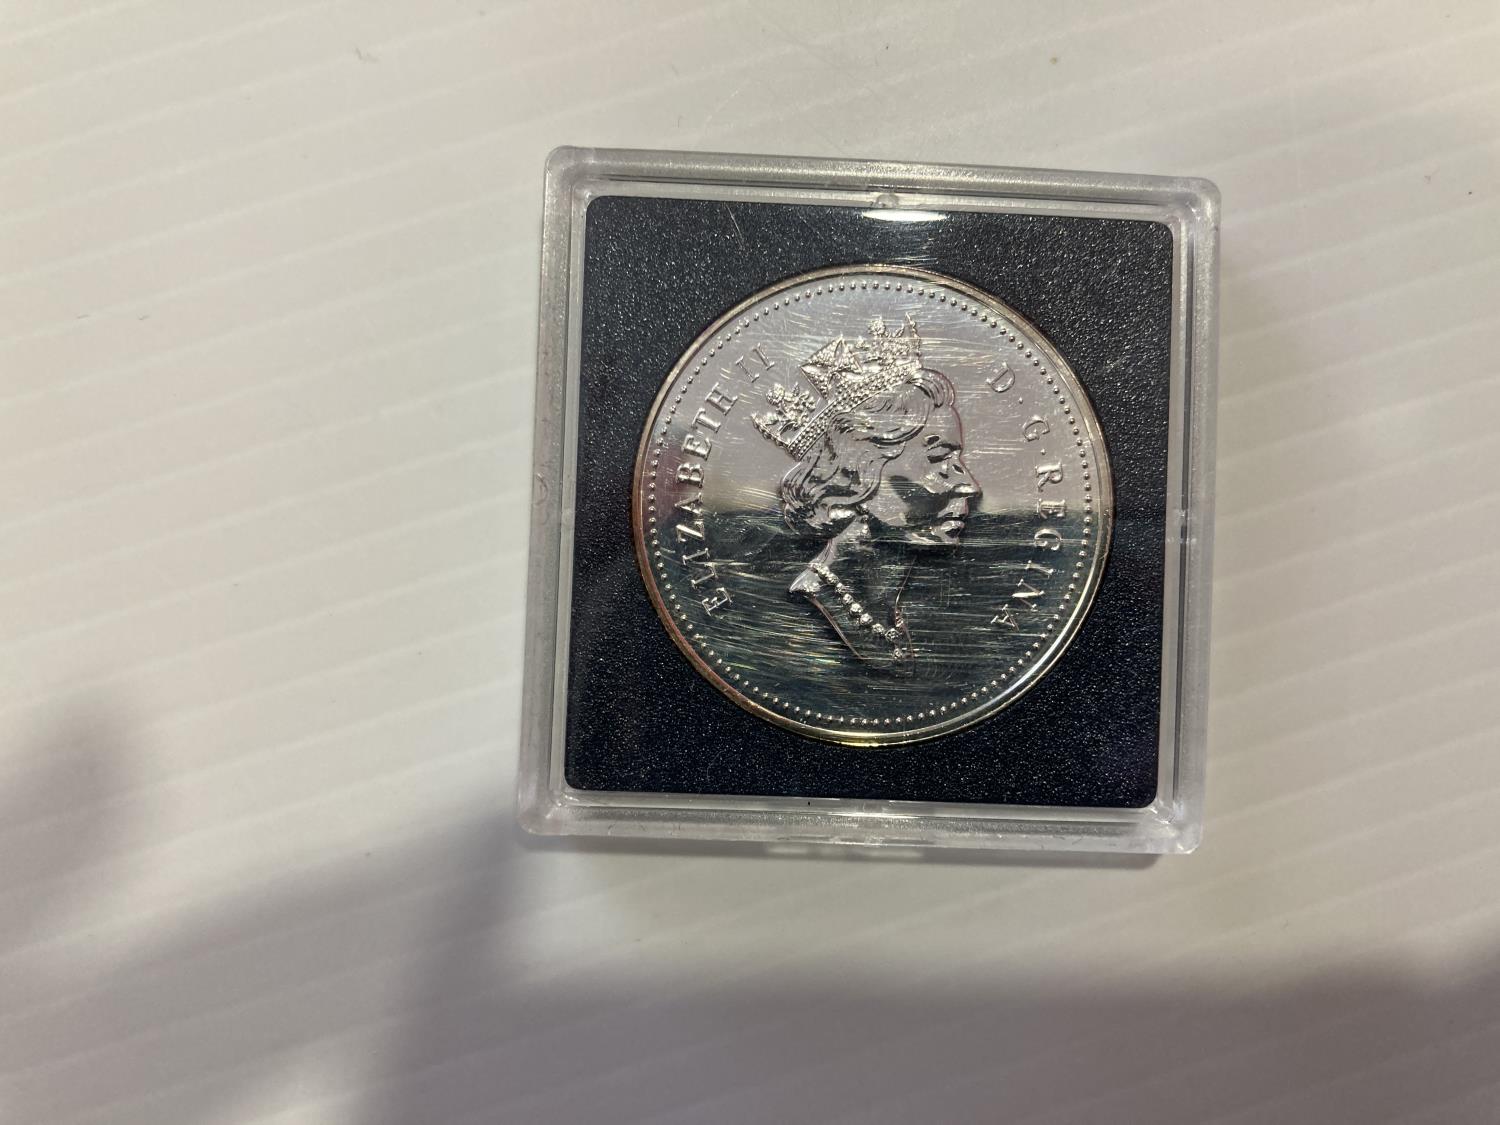 ELIZABETH II
D · G · REGINA